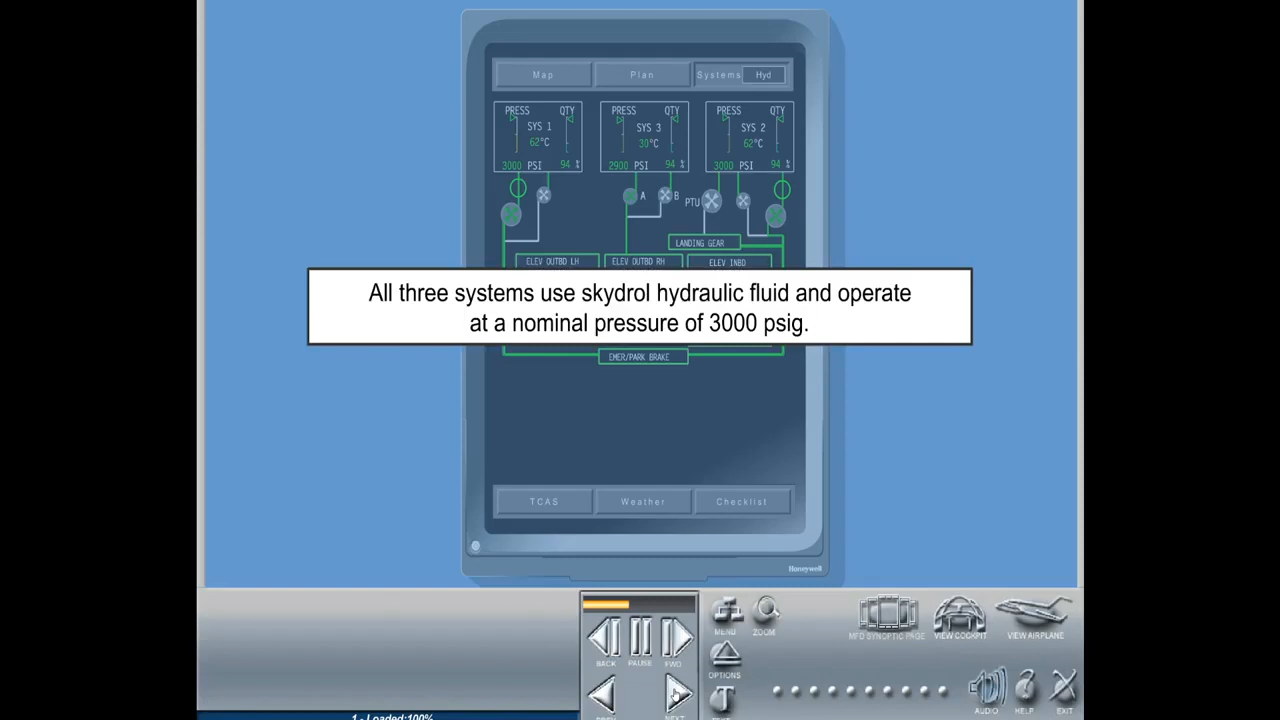 Map Plan Systems Hyd
PRESS QTY PRESS QTY PRESS QTY
SYS 1 SYS 3 SYS 2
62°C 30°C 62°C
3000 PSI 94 % 2900 PSI 94 % 3000 PSI 94 %
A B PTU
LANDING GEAR
ELEV OUTBD LH ELEV OUTBD RH ELEV INBD
All three systems use skydrol hydraulic fluid and operate
at a nominal pressure of 3000 psig.
EMER/PARK BRAKE
TCAS Weather Checklist
Honeywell
MENU ZOOM MFD SYNOPTIC PAGE VIEW COCKPIT VIEW AIRPLANE
BACK PAUSE FWD
OPTIONS
AUDIO HELP EXIT
1 - Loaded:100%